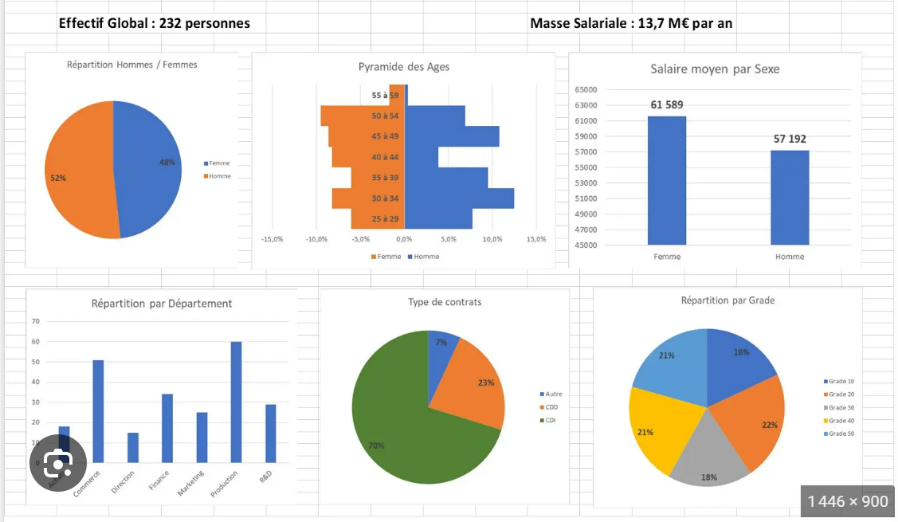 Effectif Global : 232 personnes
Masse Salariale : 13,7 M€ par an
Répartition Hommes / Femmes
48%
52%
Femme
Homme
Pyramide des Ages
55 à 59
50 à 54
45 à 49
40 à 44
35 à 39
30 à 34
25 à 29
-15,0% -10,0% -5,0% 0,0% 5,0% 10,0% 15,0%
Femme Homme
Salaire moyen par Sexe
65000
63000
61000
59000
57000
55000
53000
51000
49000
47000
45000
61 589
57 192
Femme Homme
Répartition par Département
70
60
50
40
30
20
10
0
Commerce
Direction
Finance
Marketing
Production
R&D
Type de contrats
7%
23%
70%
Autre
CDD
CDI
Répartition par Grade
18%
22%
18%
21%
21%
Grade 10
Grade 20
Grade 30
Grade 40
Grade 50
1 446 × 900